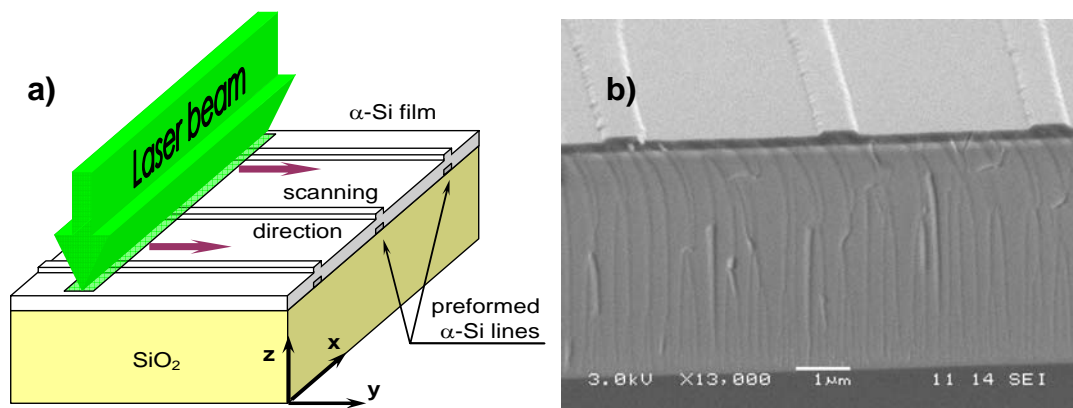 a)
Laser beam
α-Si film
scanning
direction
preformed
α-Si lines
SiO₂
z
x
y
b)
3.0kV X13,000 1µm 11 14 SEI